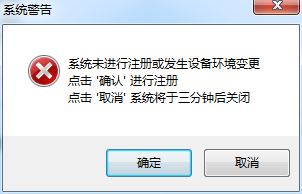 系统警告
系统未进行注册或发生设备环境变更
点击 '确认' 进行注册
点击 '取消' 系统将于三分钟后关闭
确定
取消